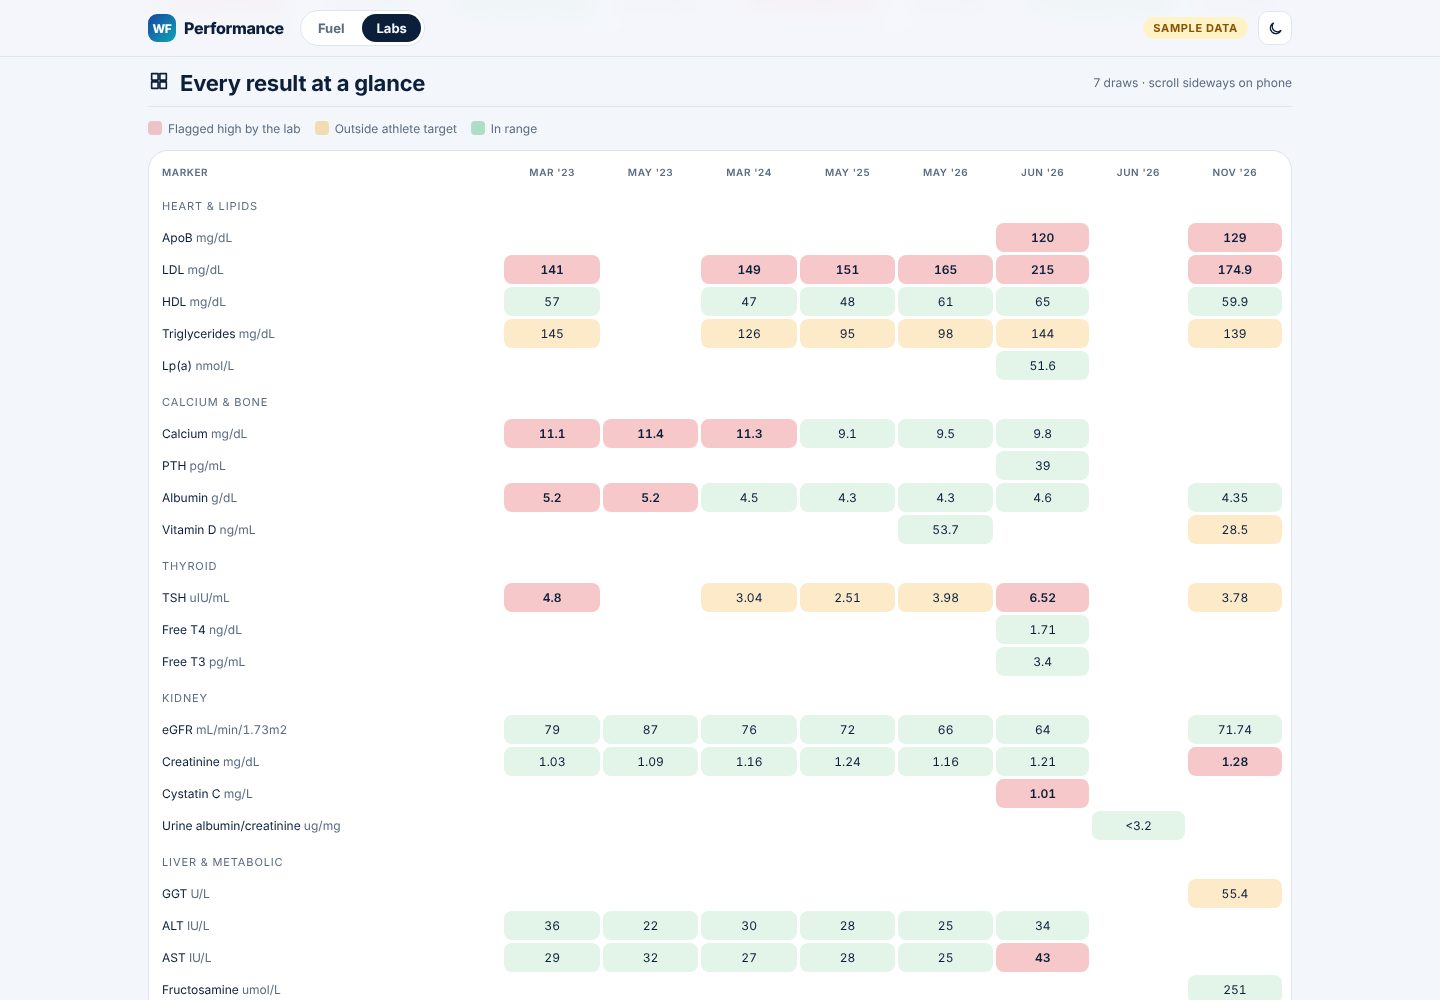 WF Performance Fuel Labs SAMPLE DATA
Every result at a glance 7 draws · scroll sideways on phone
Flagged high by the lab Outside athlete target In range
MARKER MAR '23 MAY '23 MAR '24 MAY '25 MAY '26 JUN '26 JUN '26 NOV '26
HEART & LIPIDS
ApoB mg/dL 120 129
LDL mg/dL 141 149 151 165 215 174.9
HDL mg/dL 57 47 48 61 65 59.9
Triglycerides mg/dL 145 126 95 98 144 139
Lp(a) nmol/L 51.6
CALCIUM & BONE
Calcium mg/dL 11.1 11.4 11.3 9.1 9.5 9.8
PTH pg/mL 39
Albumin g/dL 5.2 5.2 4.5 4.3 4.3 4.6 4.35
Vitamin D ng/mL 53.7 28.5
THYROID
TSH uIU/mL 4.8 3.04 2.51 3.98 6.52 3.78
Free T4 ng/dL 1.71
Free T3 pg/mL 3.4
KIDNEY
eGFR mL/min/1.73m2 79 87 76 72 66 64 71.74
Creatinine mg/dL 1.03 1.09 1.16 1.24 1.16 1.21 1.28
Cystatin C mg/L 1.01
Urine albumin/creatinine ug/mg <3.2
LIVER & METABOLIC
GGT U/L 55.4
ALT IU/L 36 22 30 28 25 34
AST IU/L 29 32 27 28 25 43
Fructosamine umol/L 251